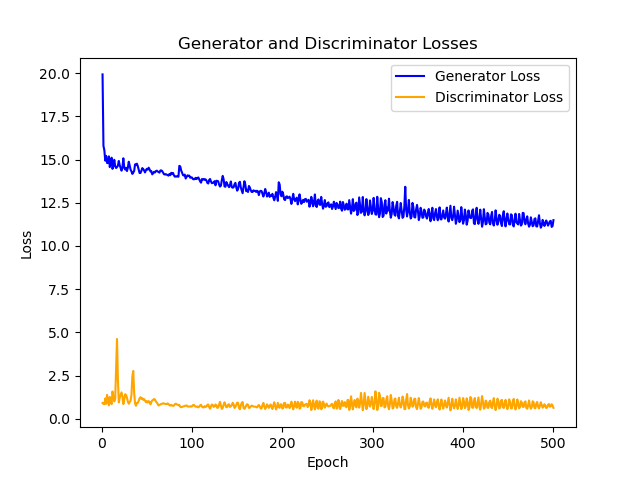 Generator and Discriminator Losses
Generator Loss
Discriminator Loss
20.0
17.5
15.0
12.5
10.0
7.5
5.0
2.5
0.0
Loss
0 100 200 300 400 500
Epoch